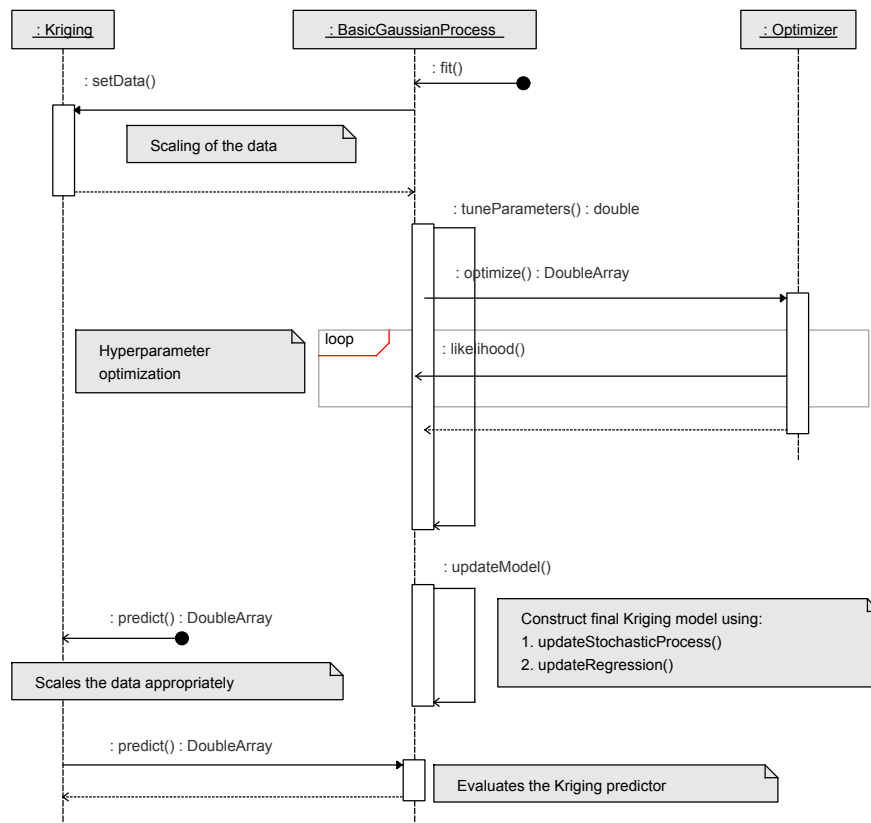 : Kriging
: BasicGaussianProcess
: Optimizer
: fit()
: setData()
Scaling of the data
: tuneParameters() : double
: optimize() : DoubleArray
loop
: likelihood()
Hyperparameter
optimization
: updateModel()
: predict() : DoubleArray
Construct final Kriging model using:
1. updateStochasticProcess()
2. updateRegression()
Scales the data appropriately
: predict() : DoubleArray
Evaluates the Kriging predictor